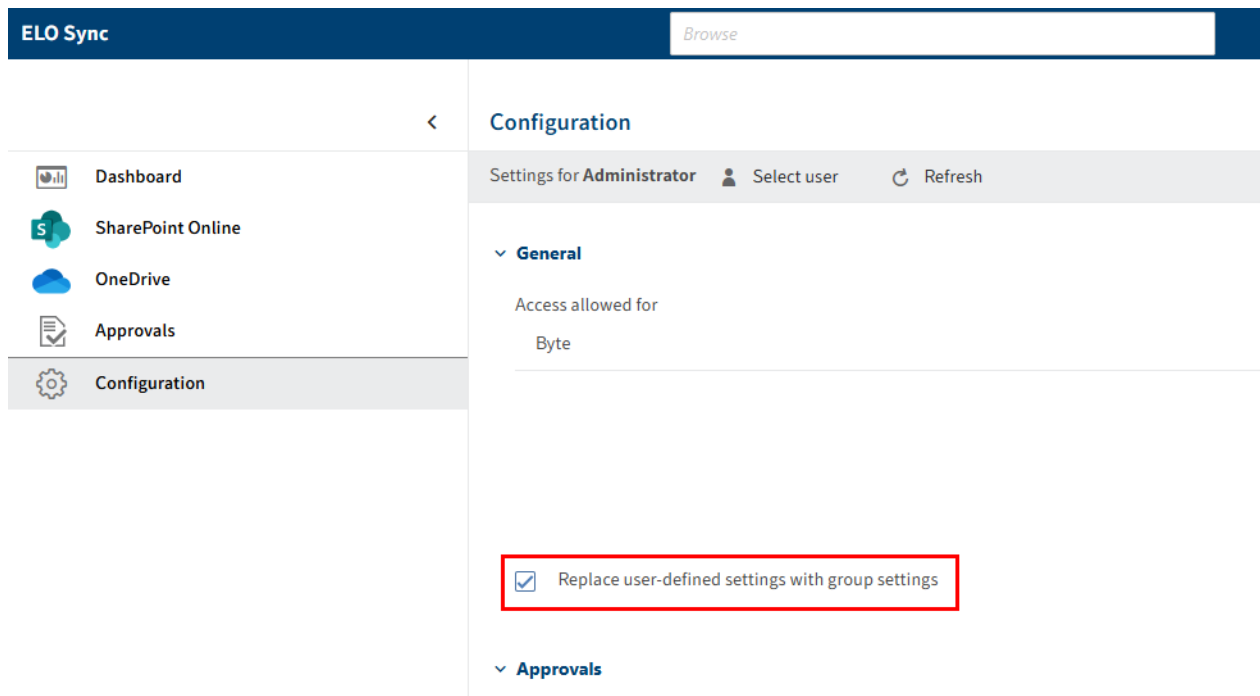 ELO Sync
Browse
Configuration
Dashboard
SharePoint Online
OneDrive
Approvals
Configuration
Settings for Administrator Select user Refresh
General
Access allowed for
Byte
Replace user-defined settings with group settings
Approvals